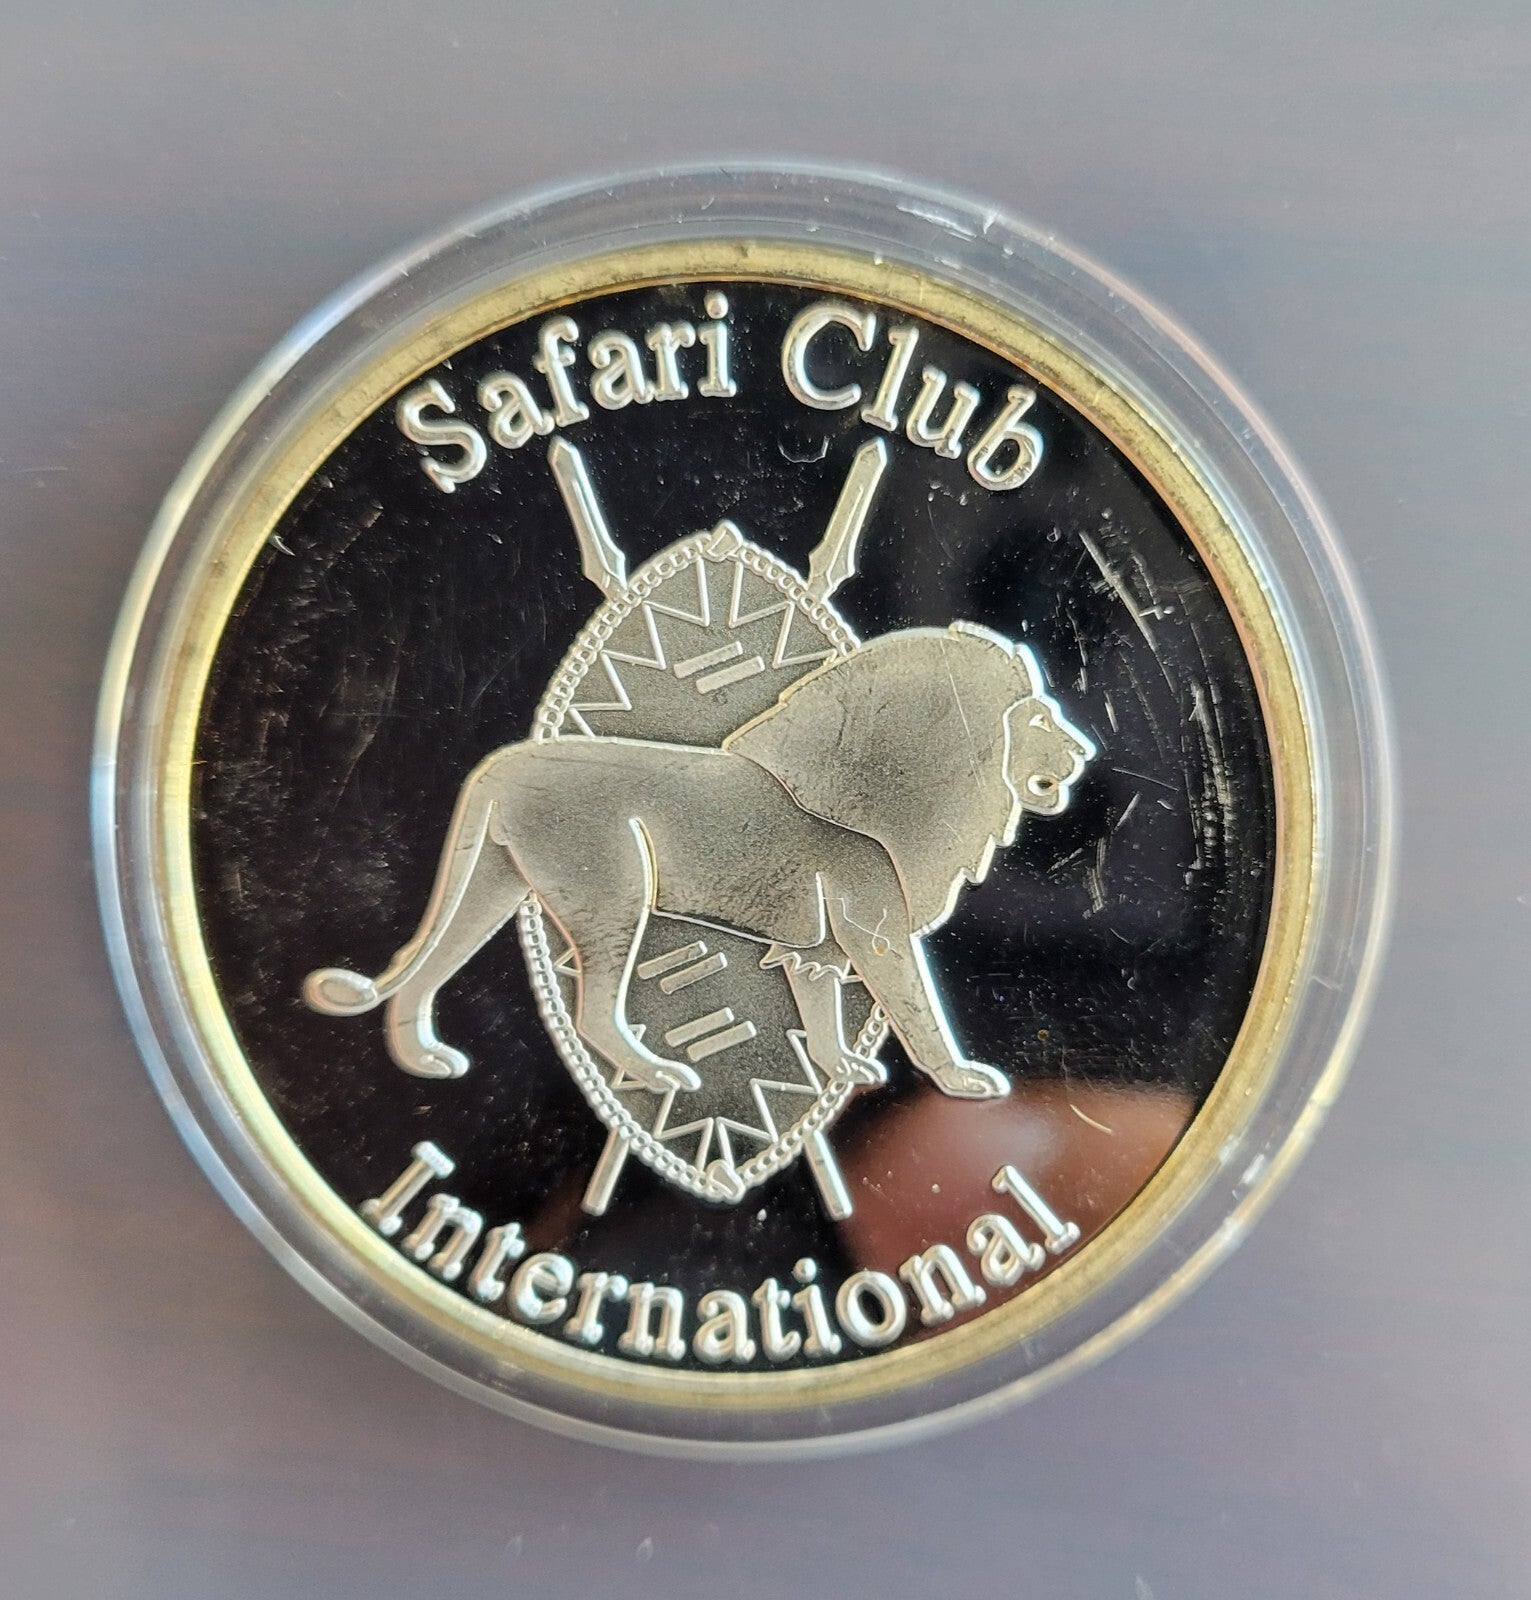 Safari Club
International